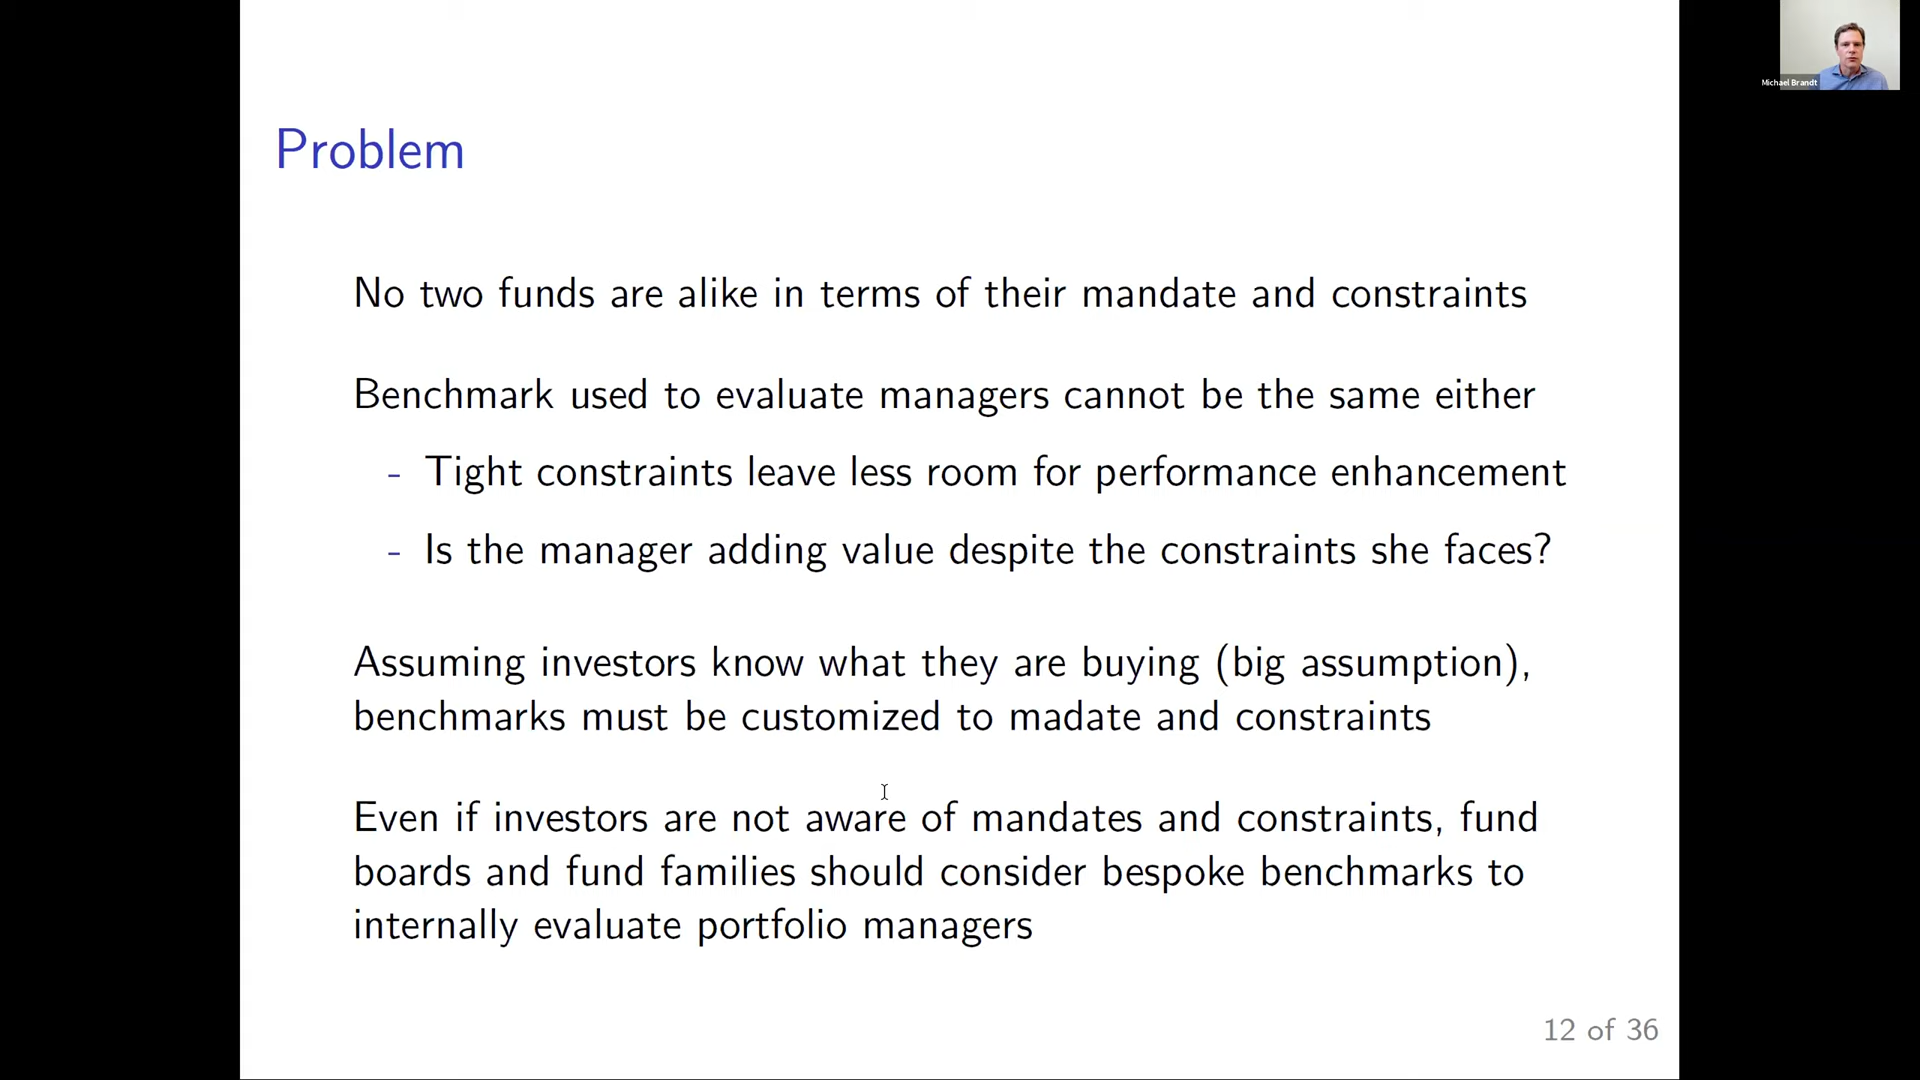 Michael Brandt
Problem
No two funds are alike in terms of their mandate and constraints
Benchmark used to evaluate managers cannot be the same either
- Tight constraints leave less room for performance enhancement
- Is the manager adding value despite the constraints she faces?
Assuming investors know what they are buying (big assumption),
benchmarks must be customized to madate and constraints
Even if investors are not aware of mandates and constraints, fund
boards and fund families should consider bespoke benchmarks to
internally evaluate portfolio managers
12 of 36